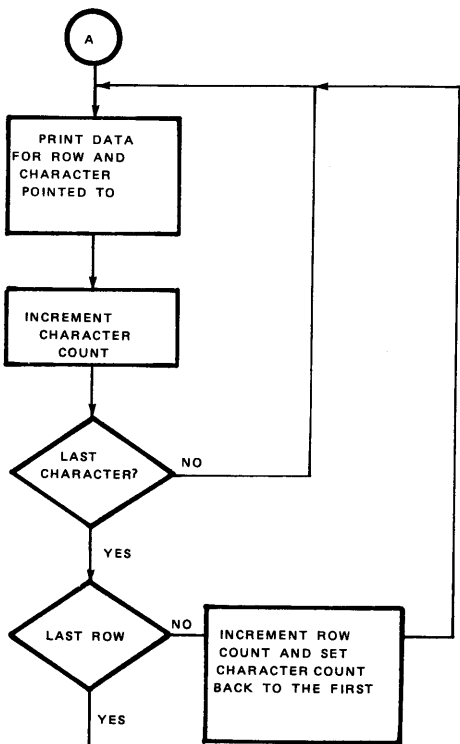 A
PRINT DATA
FOR ROW AND
CHARACTER
POINTED TO
INCREMENT
CHARACTER
COUNT
LAST
CHARACTER?
NO
YES
LAST ROW
NO
INCREMENT ROW
COUNT AND SET
CHARACTER COUNT
BACK TO THE FIRST
YES